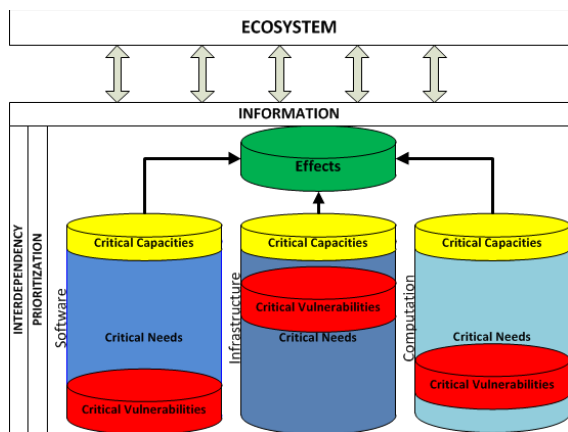 ECOSYSTEM
INFORMATION
INTERDEPENDENCY
PRIORITIZATION
Effects
Software
Critical Capacities
Critical Needs
Critical Vulnerabilities
Infrastructure
Critical Capacities
Critical Vulnerabilities
Critical Needs
Computation
Critical Capacities
Critical Needs
Critical Vulnerabilities